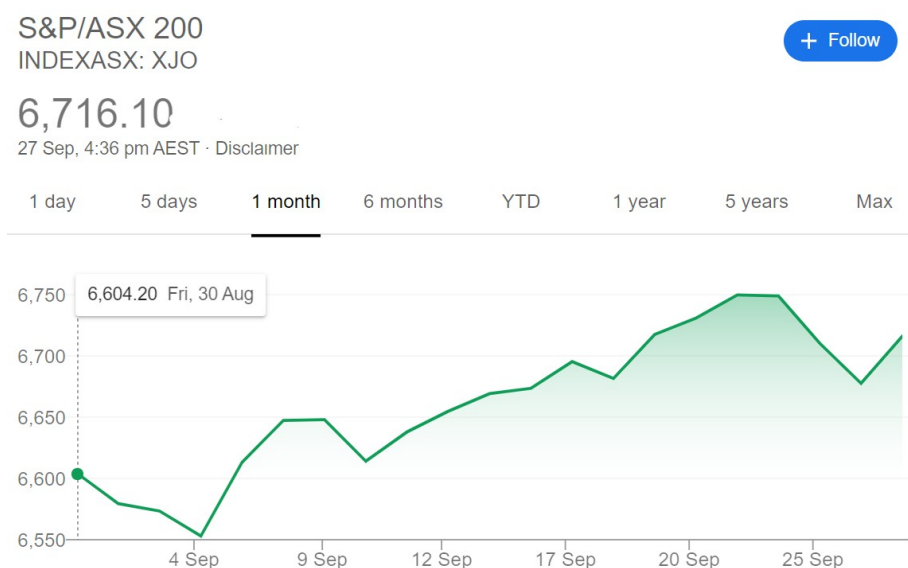 S&P/ASX 200
INDEXASX: XJO
+ Follow
6,716.10
27 Sep, 4:36 pm AEST · Disclaimer
1 day 5 days 1 month 6 months YTD 1 year 5 years Max
6,604.20 Fri, 30 Aug
6,750
6,700
6,650
6,600
6,550
4 Sep 9 Sep 12 Sep 17 Sep 20 Sep 25 Sep